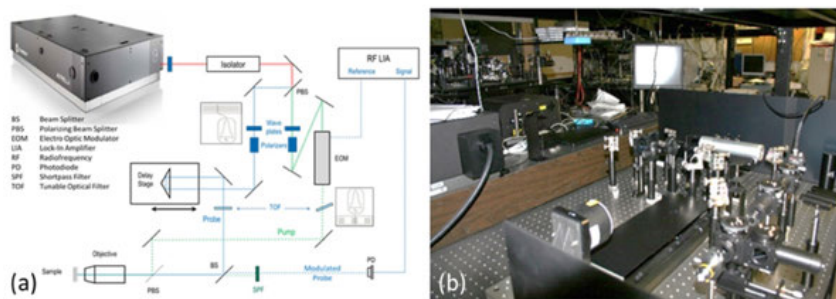 Isolator
RF LIA
Reference
Signal
PBS
Wave
plates
Polarizers
EOM
BS Beam Splitter
PBS Polarizing Beam Splitter
EOM Electro Optic Modulator
LIA Lock-In Amplifier
RF Radiofrequency
PD Photodiode
SPF Shortpass Filter
TOF Tunable Optical Filter
Delay
Stage
Probe
TOF
Pump
Objective
Sample
PBS
BS
SPF
Modulated
Probe
PD
(a)
(b)